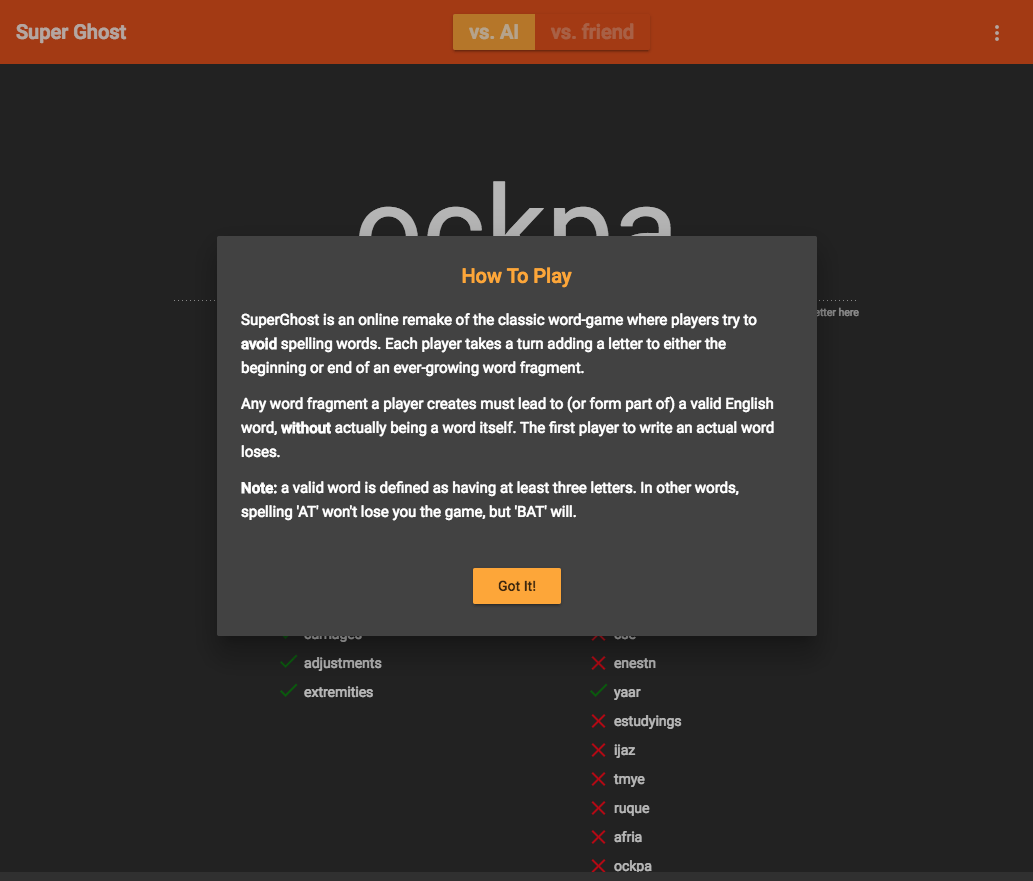 Super Ghost
vs. AI
vs. friend
ockpa
How To Play
SuperGhost is an online remake of the classic word-game where players try to
avoid spelling words. Each player takes a turn adding a letter to either the
beginning or end of an ever-growing word fragment.
Any word fragment a player creates must lead to (or form part of) a valid English
word, without actually being a word itself. The first player to write an actual word
loses.
Note: a valid word is defined as having at least three letters. In other words,
spelling 'AT' won't lose you the game, but 'BAT' will.
Got It!
here
adjustments
extremities
enestn
yaar
estudyings
ijaz
tmye
ruque
afria
ockpa